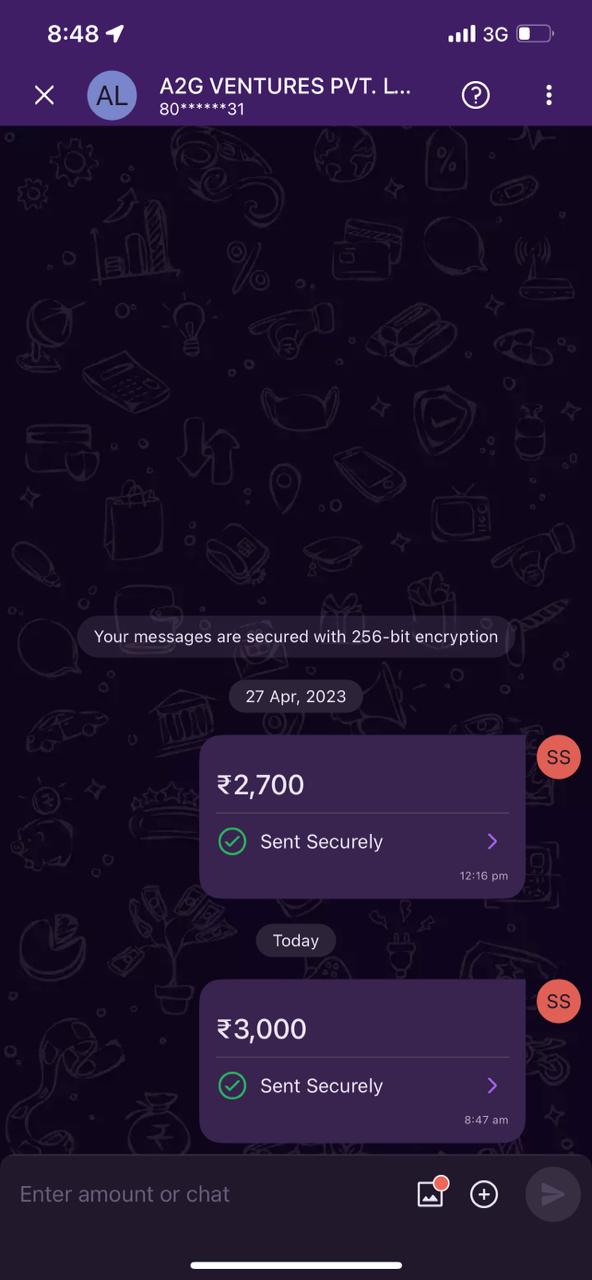 8:48
3G
AL
A2G VENTURES PVT. L...
80******31
Your messages are secured with 256-bit encryption
27 Apr, 2023
SS
₹2,700
Sent Securely
12:16 pm
Today
SS
₹3,000
Sent Securely
8:47 am
Enter amount or chat